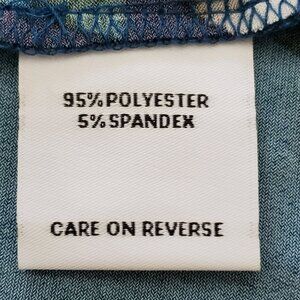 95% POLYESTER
5% SPANDEX
CARE ON REVERSE